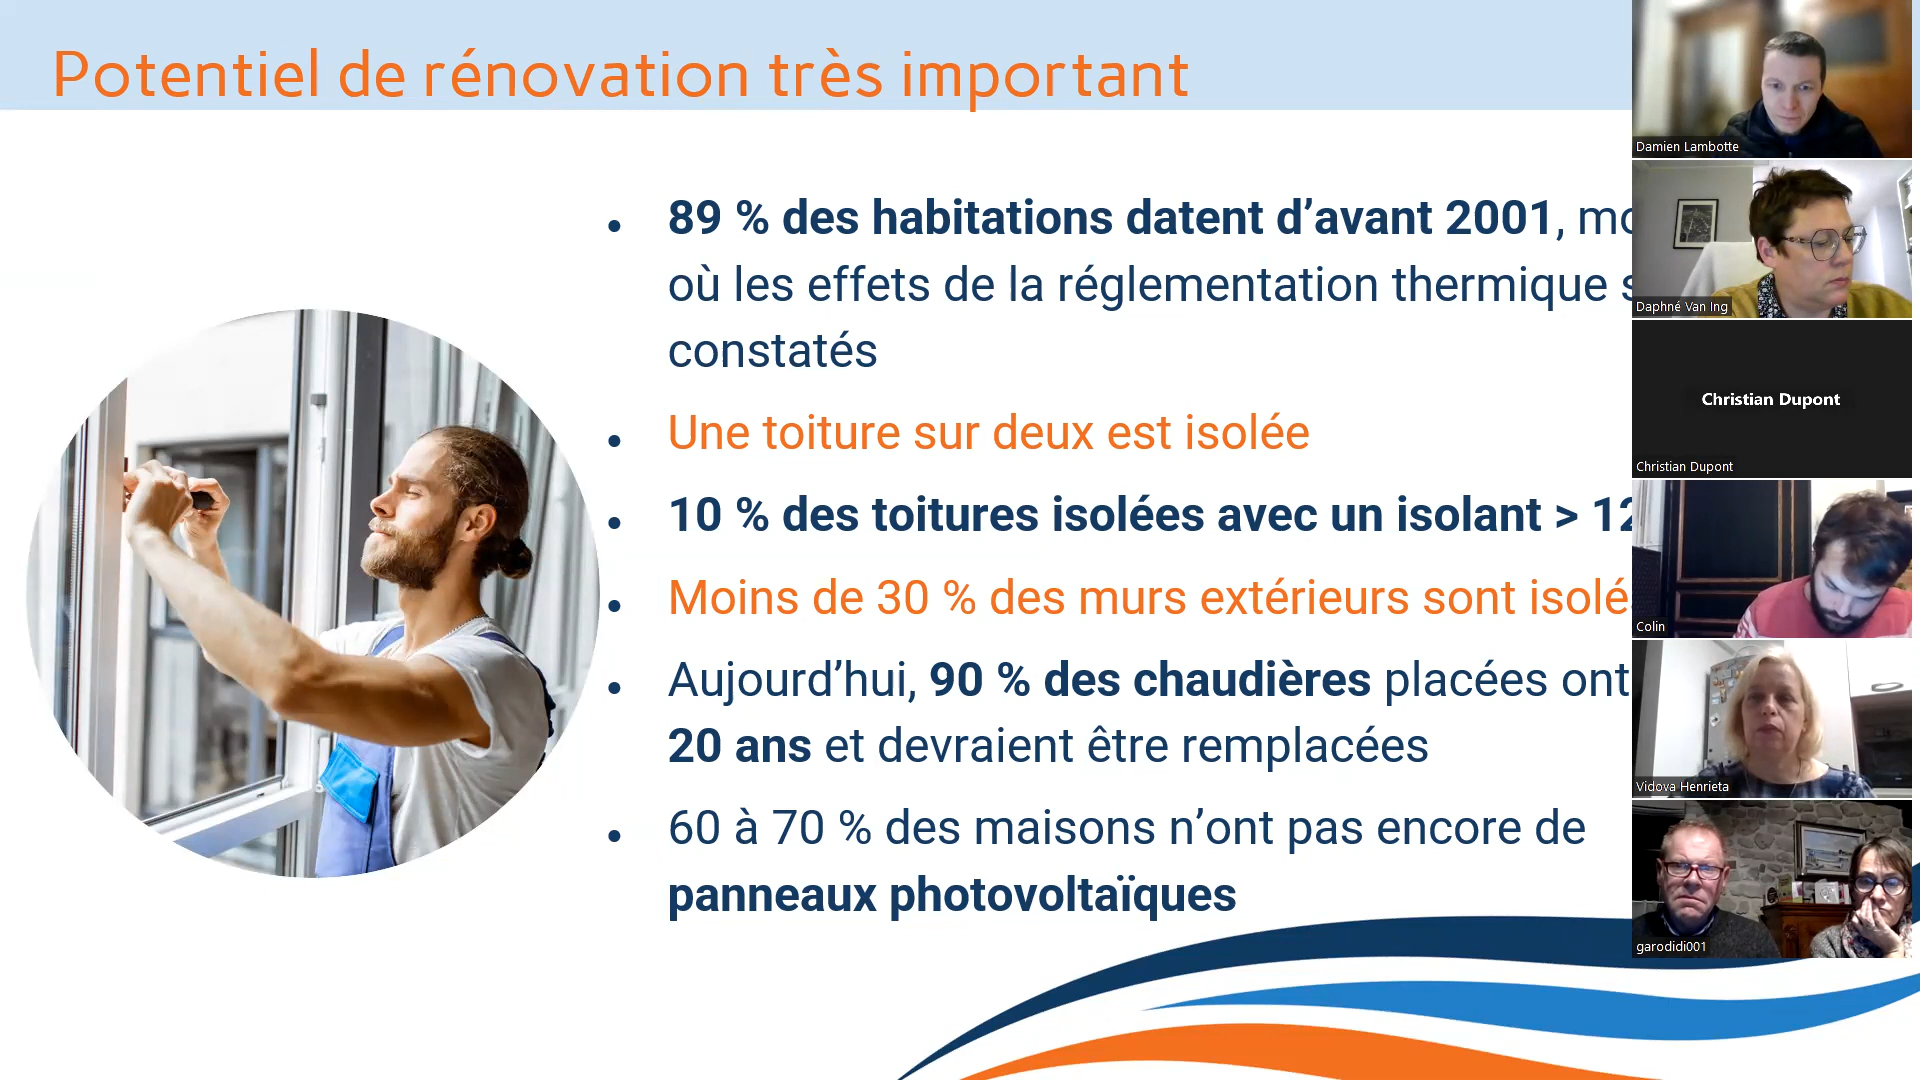 Potentiel de rénovation très important
89 % des habitations datent d’avant 2001,
où les effets de la réglementation thermique
constatés
Une toiture sur deux est isolée
10 % des toitures isolées avec un isolant >
Moins de 30 % des murs extérieurs sont
Aujourd’hui, 90 % des chaudières placées ont
20 ans et devraient être remplacées
60 à 70 % des maisons n’ont pas encore de
panneaux photovoltaïques
Damien Lambotte
Daphné Van Ing
Christian Dupont
Christian Dupont
Colin
Vidova Henrieta
garodidi001